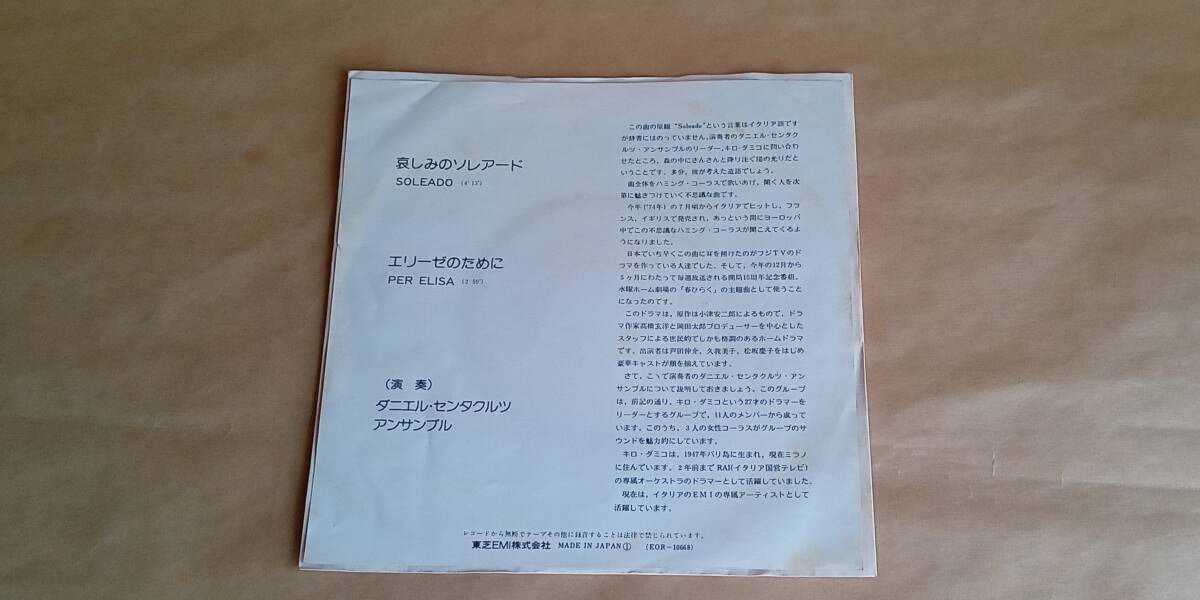 哀しみのソレアード
SOLEADO (4′13″)
エリーゼのために
PER ELISA (2′59″)
(演 奏)
ダニエル・センタクルツ
アンサンブル
この曲の原題 "Soleado"という言葉はイタリア語です
が辞書にはのっていません。演奏者のダニエル・センタク
ルツ・アンサンブルのリーダー、キロ・ダミコに問い合わ
せたところ、森の中にさんさんと降り注ぐ陽の光りだと
いうことです。多分、彼が考えた造語でしょう。
曲全体をハミング・コーラスで歌いあげ、聞く人を次
第に魅きつけていく不思議な曲です。
今年('74年)の7月頃からイタリアでヒットし、フラ
ンス、イギリスで発売され、あっという間にヨーロッパ
中でこの不思議なハミング・コーラスが聞こえてくるよ
うになりました。
日本でいち早くこの曲に耳を傾けたのがフジTVのド
ラマを作っている人達でした。そして、今年の12月から
5ヶ月にわたって毎週放送される開局15周年記念番組、
水曜ホーム劇場の「春ひらく」の主題曲として使うこと
になったのです。
このドラマは、原作は小津安二郎によるもので、ドラ
マ作家高橋玄洋と岡田太郎プロデューサーを中心とした
スタッフによる庶民的でしかも格調のあるホームドラマ
です。出演者は芦田伸介、久我美子、松坂慶子をはじめ
豪華キャストが顔を揃えています。
さて、こゝで演奏者のダニエル・センタクルツ・アン
サンブルについて説明しておきましょう。このグループ
は、前記の通り、キロ・ダミコという27才のドラマーを
リーダーとするグループで、11人のメンバーから成って
います。このうち、3人の女性コーラスがグループのサ
ウンドを魅力的にしています。
キロ・ダミコは、1947年バリ島に生まれ、現在ミラノ
に住んでいます。2年前まで RAI(イタリア国営テレビ)
の専属オーケストラのドラマーとして活躍していました。
現在は、イタリアのEMIの専属アーティストとして
活躍しています。
レコードから無断でテープその他に録音することは法律で禁じられています。
東芝EMI株式会社 MADE IN JAPAN ① (EOR-10668)